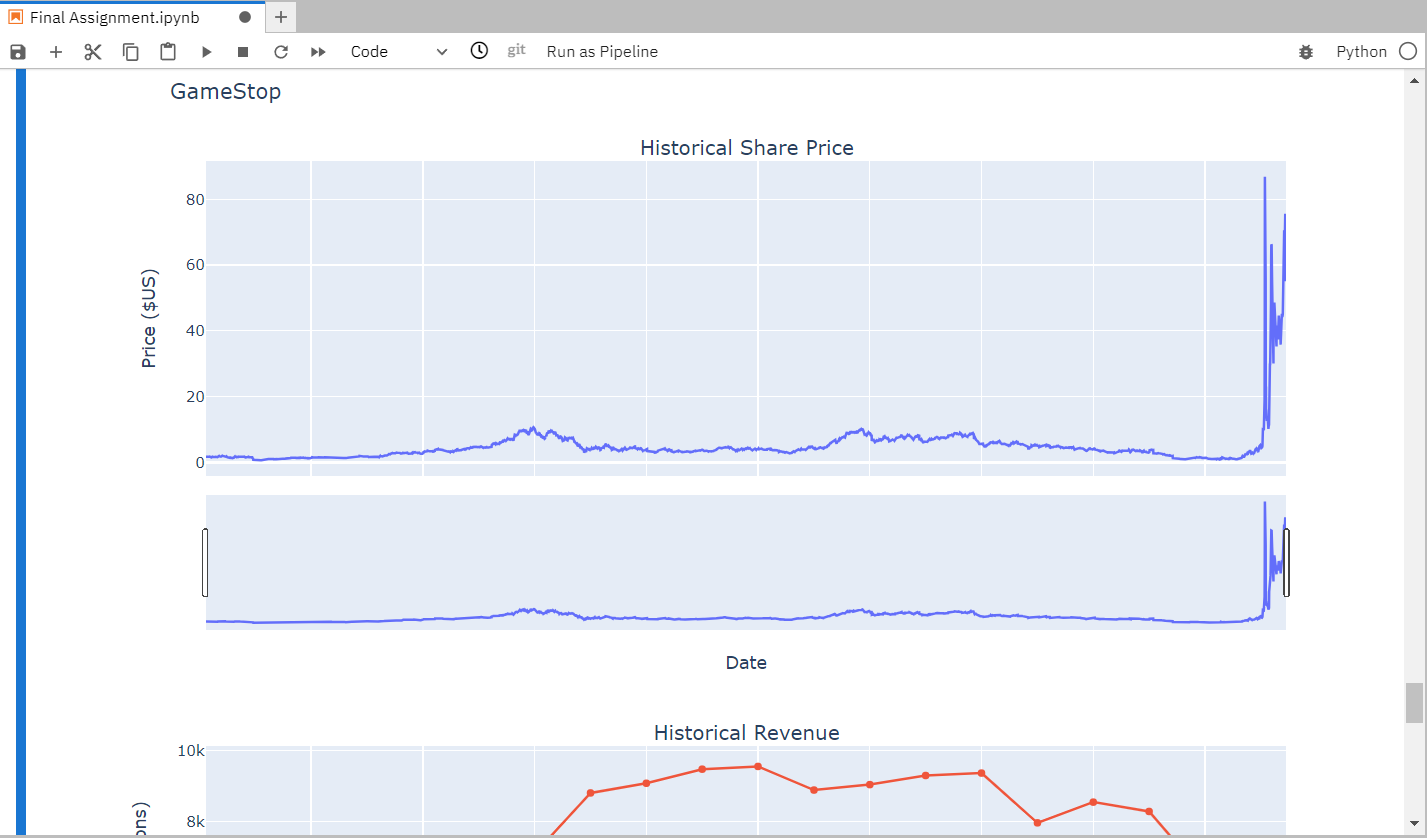 Final Assignment.ipynb
Code git Run as Pipeline Python
GameStop
Historical Share Price
80
60
40
20
0
Price ($US)
Date
Historical Revenue
10k
8k
ons)